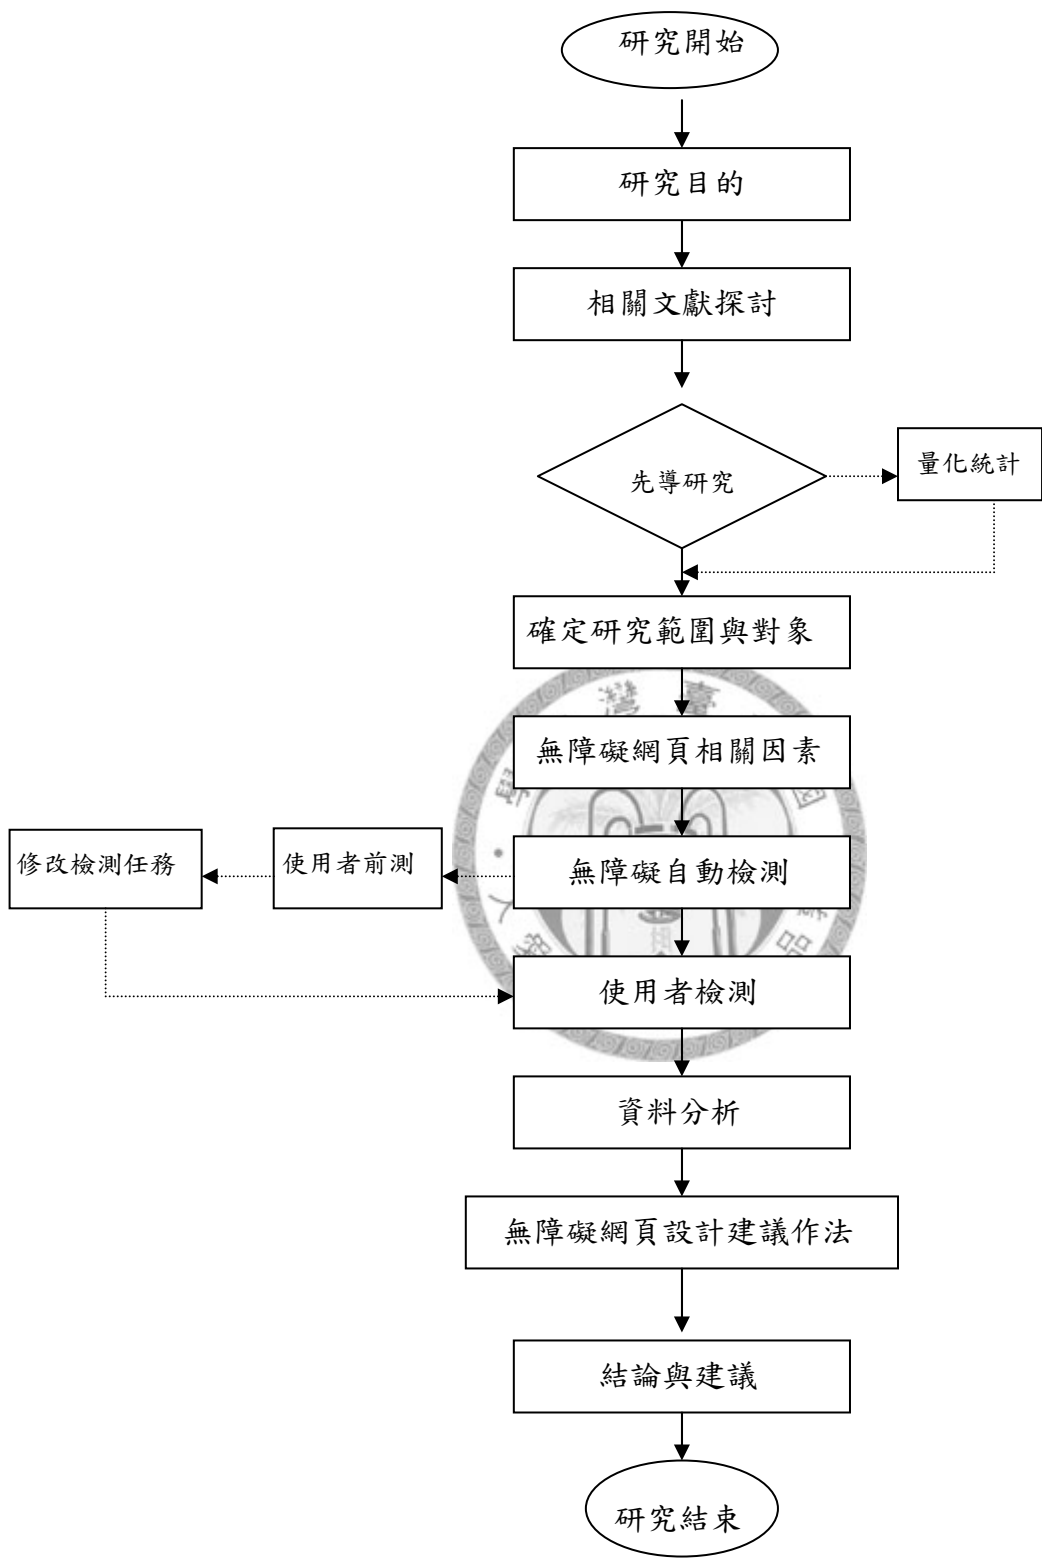 研究開始
研究目的
相關文獻探討
先導研究
量化統計
確定研究範圍與對象
灣 臺
無障礙網頁相關因素
學
無障礙自動檢測
使用者前測
修改檢測任務
使用者檢測
資料分析
無障礙網頁設計建議作法
結論與建議
研究結束